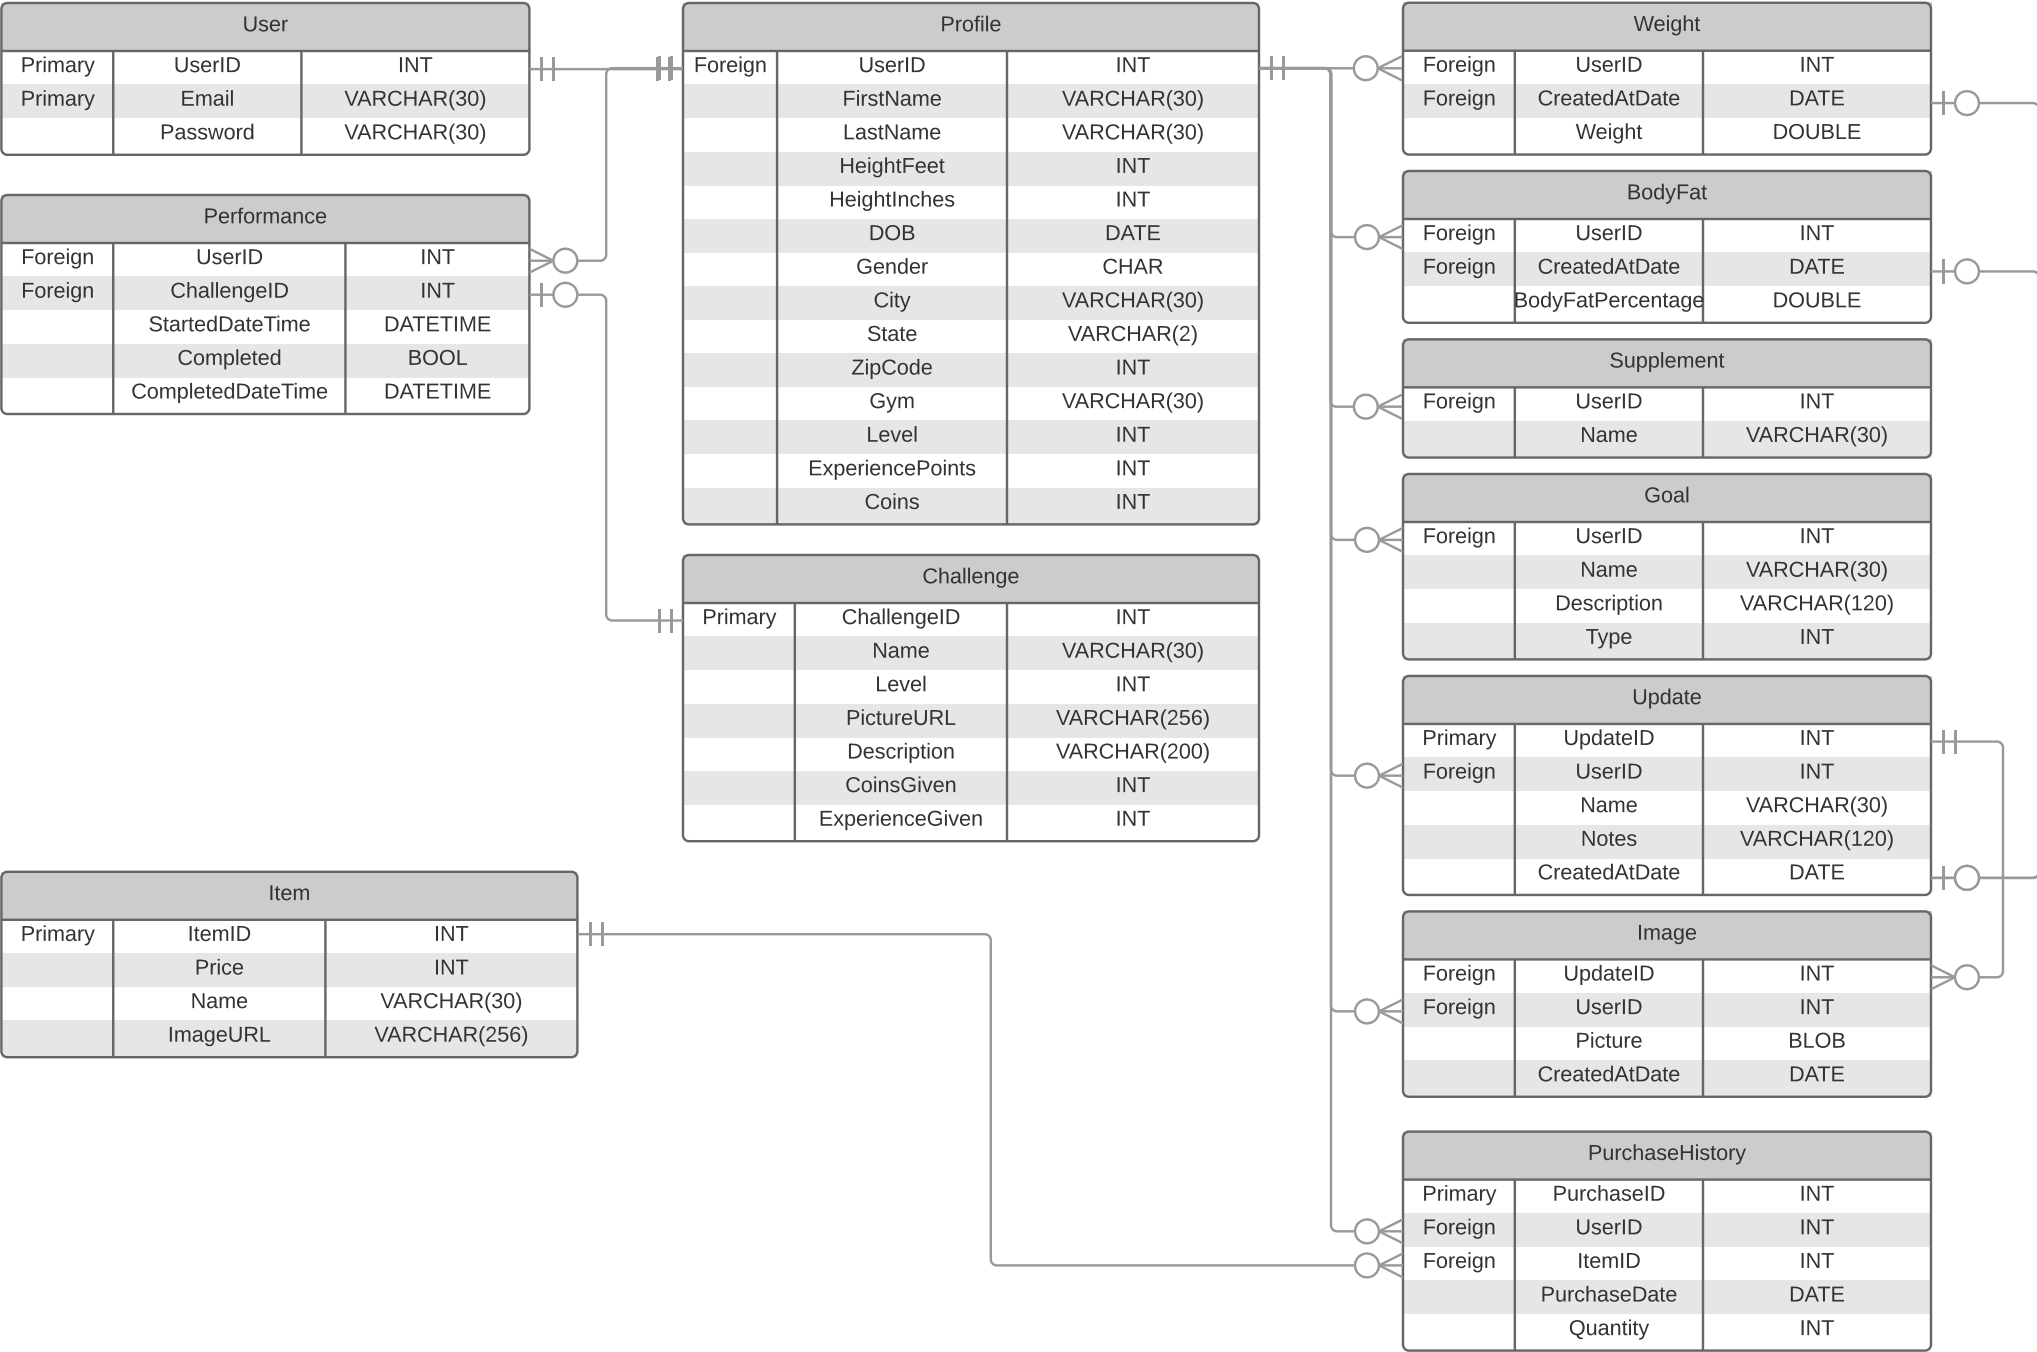 User
Primary UserID INT
Primary Email VARCHAR(30)
Password VARCHAR(30)
Performance
Foreign UserID INT
Foreign ChallengeID INT
StartedDateTime DATETIME
Completed BOOL
CompletedDateTime DATETIME
Item
Primary ItemID INT
Price INT
Name VARCHAR(30)
ImageURL VARCHAR(256)
Profile
Foreign UserID INT
FirstName VARCHAR(30)
LastName VARCHAR(30)
HeightFeet INT
HeightInches INT
DOB DATE
Gender CHAR
City VARCHAR(30)
State VARCHAR(2)
ZipCode INT
Gym VARCHAR(30)
Level INT
ExperiencePoints INT
Coins INT
Challenge
Primary ChallengeID INT
Name VARCHAR(30)
Level INT
PictureURL VARCHAR(256)
Description VARCHAR(200)
CoinsGiven INT
ExperienceGiven INT
Weight
Foreign UserID INT
Foreign CreatedAtDate DATE
Weight DOUBLE
BodyFat
Foreign UserID INT
Foreign CreatedAtDate DATE
BodyFatPercentage DOUBLE
Supplement
Foreign UserID INT
Name VARCHAR(30)
Goal
Foreign UserID INT
Name VARCHAR(30)
Description VARCHAR(120)
Type INT
Update
Primary UpdateID INT
Foreign UserID INT
Name VARCHAR(30)
Notes VARCHAR(120)
CreatedAtDate DATE
Image
Foreign UpdateID INT
Foreign UserID INT
Picture BLOB
CreatedAtDate DATE
PurchaseHistory
Primary PurchaseID INT
Foreign UserID INT
Foreign ItemID INT
PurchaseDate DATE
Quantity INT